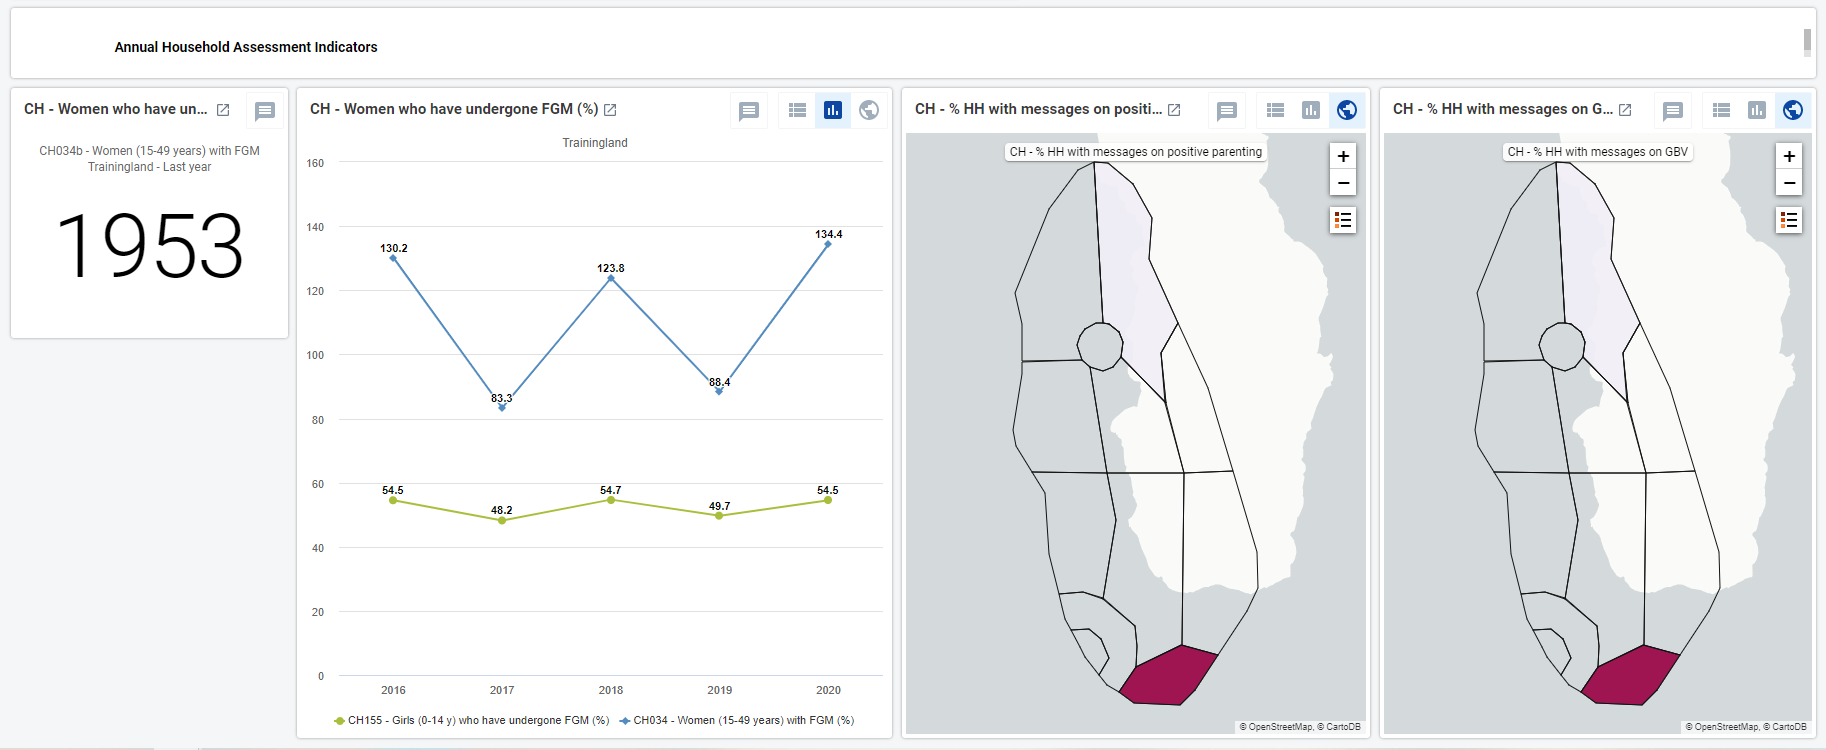 Annual Household Assessment Indicators
CH - Women who have un...
CH034b - Women (15-49 years) with FGM
Trainingland - Last year
1953
CH - Women who have undergone FGM (%)
Trainingland
160
140
120
100
80
60
40
20
0
130.2
83.3
123.8
88.4
134.4
54.5
48.2
54.7
49.7
54.5
2016 2017 2018 2019 2020
CH155 - Girls (0-14 y) who have undergone FGM (%) CH034 - Women (15-49 years) with FGM (%)
CH - % HH with messages on positi...
CH - % HH with messages on positive parenting
+
−
© OpenStreetMap, © CartoDB
CH - % HH with messages on G...
CH - % HH with messages on GBV
+
−
© OpenStreetMap, © CartoDB